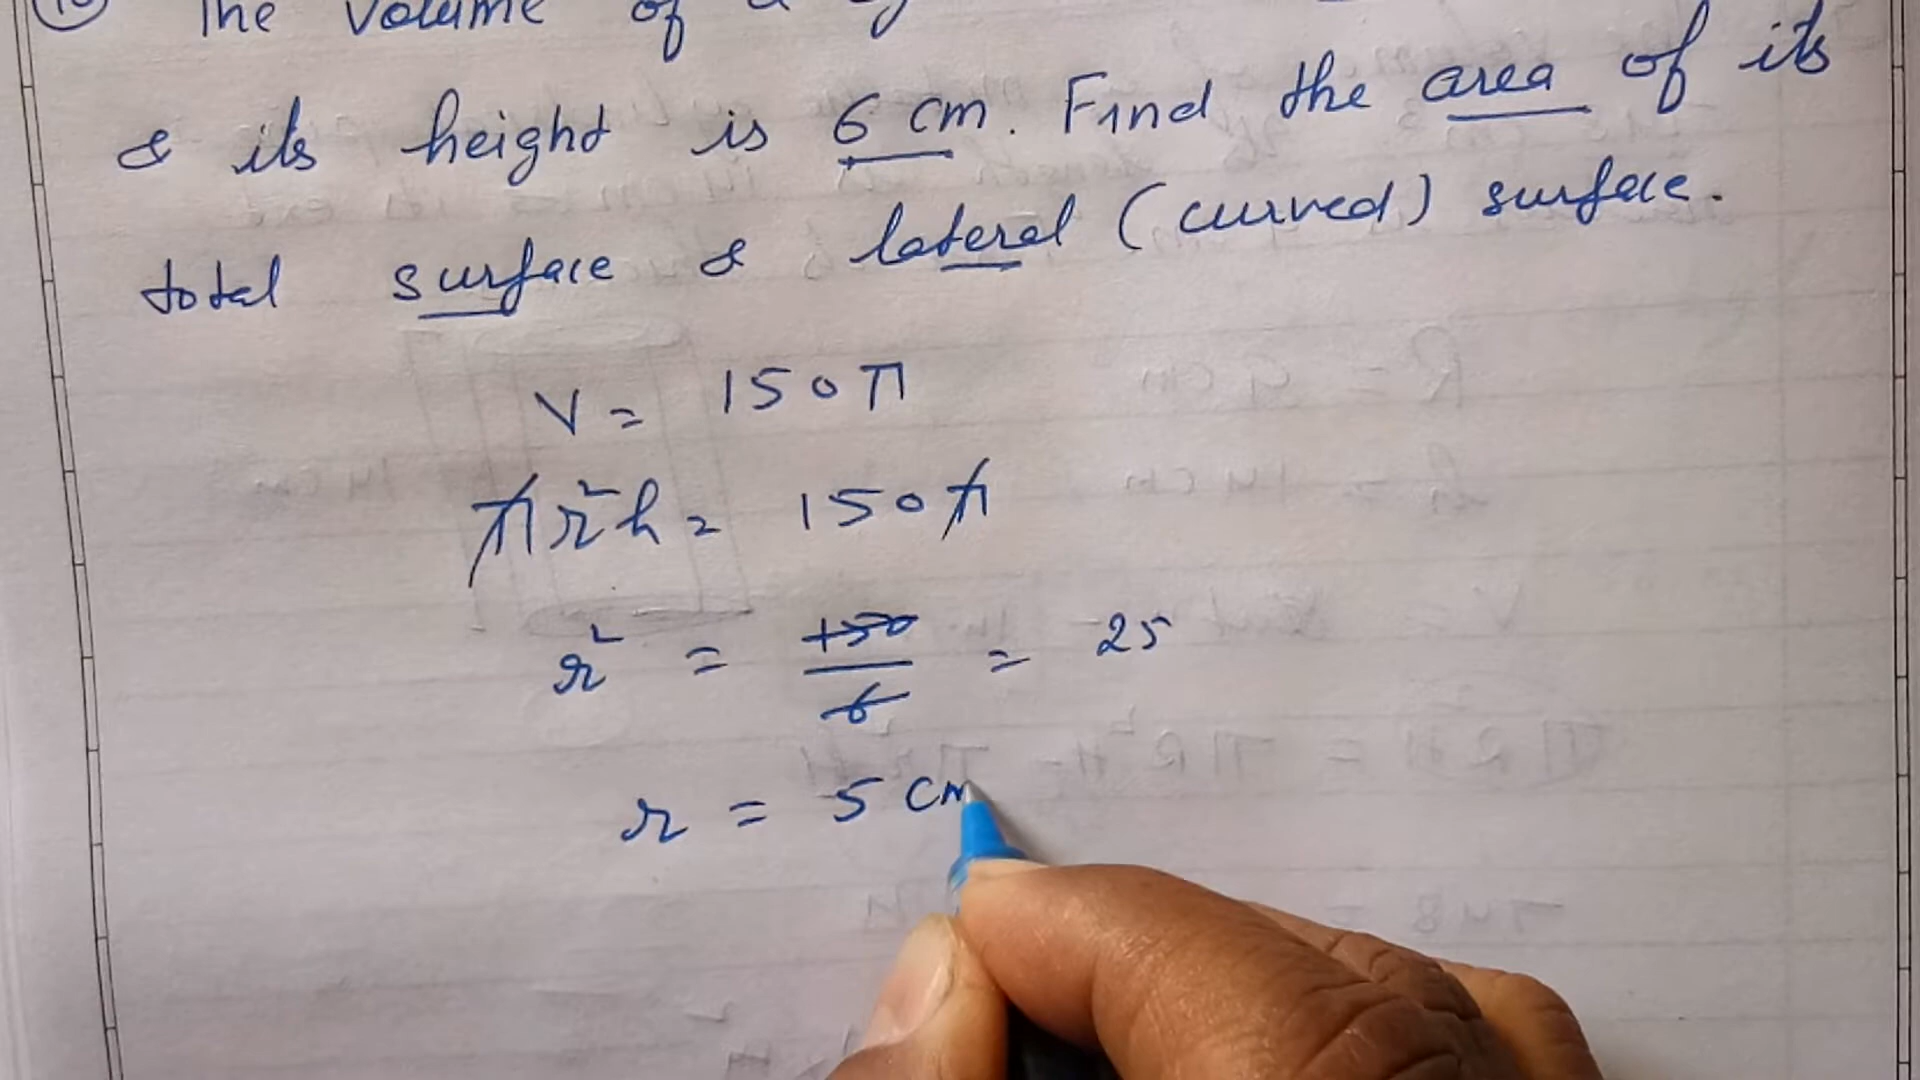 The volume of a
& its height is 6 cm. Find the area of its
total surface & lateral (curved) surface.
V = 150π
πr²h = 150π
r² = 150/6 = 25
r = 5 cm